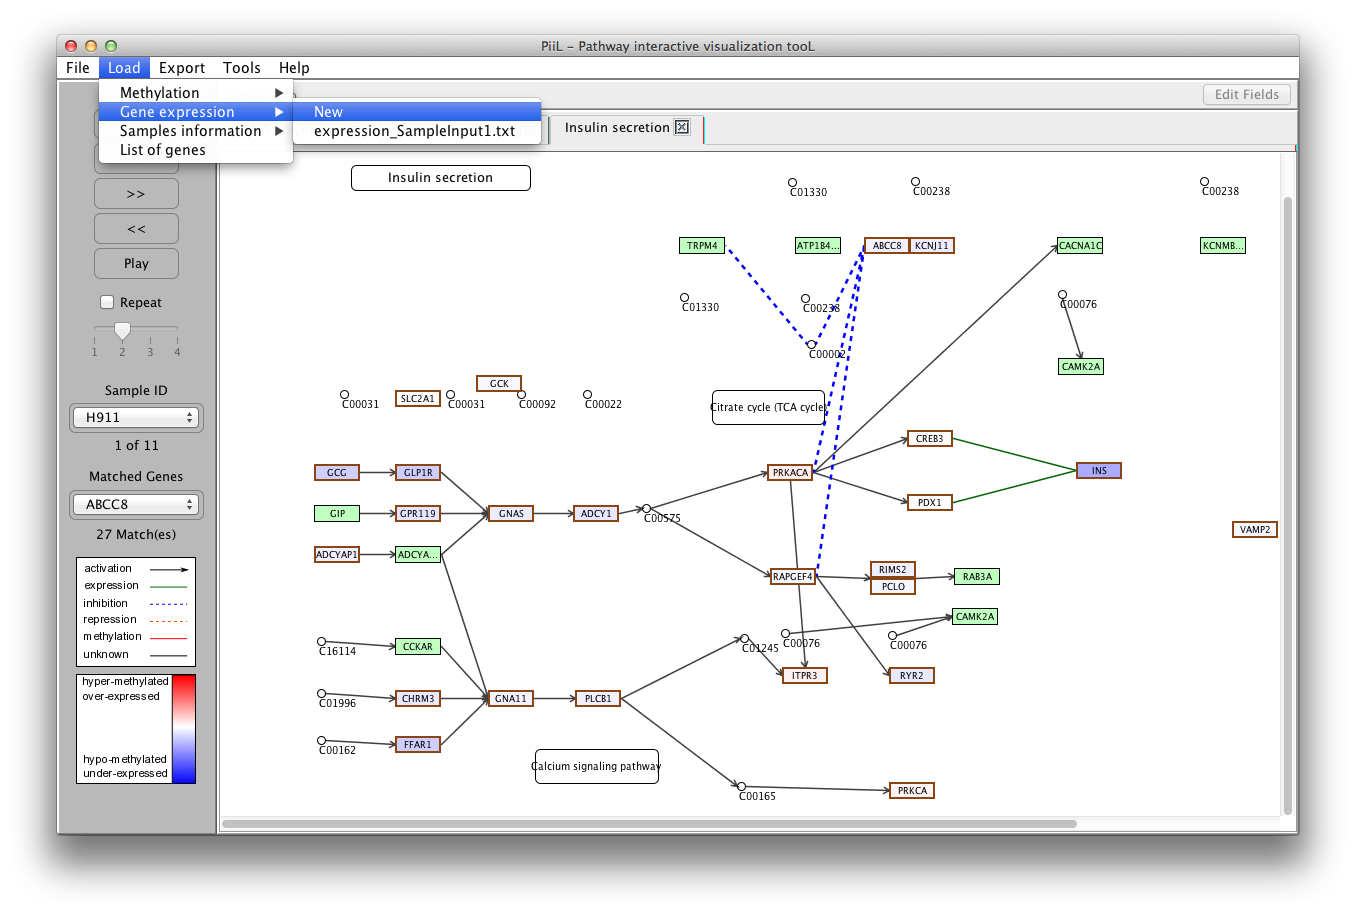 PiiL - Pathway interactive visualization tooL
File Load Export Tools Help
Methylation
Gene expression
Samples information
List of genes
New
expression_SampleInput1.txt
Edit Fields
Insulin secretion
>>
<<
Play
Repeat
1 2 3 4
Sample ID
H911
1 of 11
Matched Genes
ABCC8
27 Match(es)
activation
expression
inhibition
repression
methylation
unknown
hyper-methylated
over-expressed
hypo-methylated
under-expressed
Insulin secretion
C01330 C00238 C00238
TRPM4 ATP1B4... ABCC8 KCNJ11 CACNA1C KCNMB...
C01330 C00238 C00076
C00002
CAMK2A
GCK
C00031 SLC2A1 C00031 C00092 C00022
Citrate cycle (TCA cycle)
CREB3
GCG GLP1R PRKACA INS
PDX1
GIP GPR119 GNAS ADCY1 C00575
VAMP2
ADCYAP1 ADCYA...
RIMS2
RAPGEF4 RAB3A
PCLO
CAMK2A
C16114 CCKAR C01245 C00076 C00076
ITPR3 RYR2
C01996 CHRM3 GNA11 PLCB1
C00162 FFAR1
Calcium signaling pathway
C00165 PRKCA